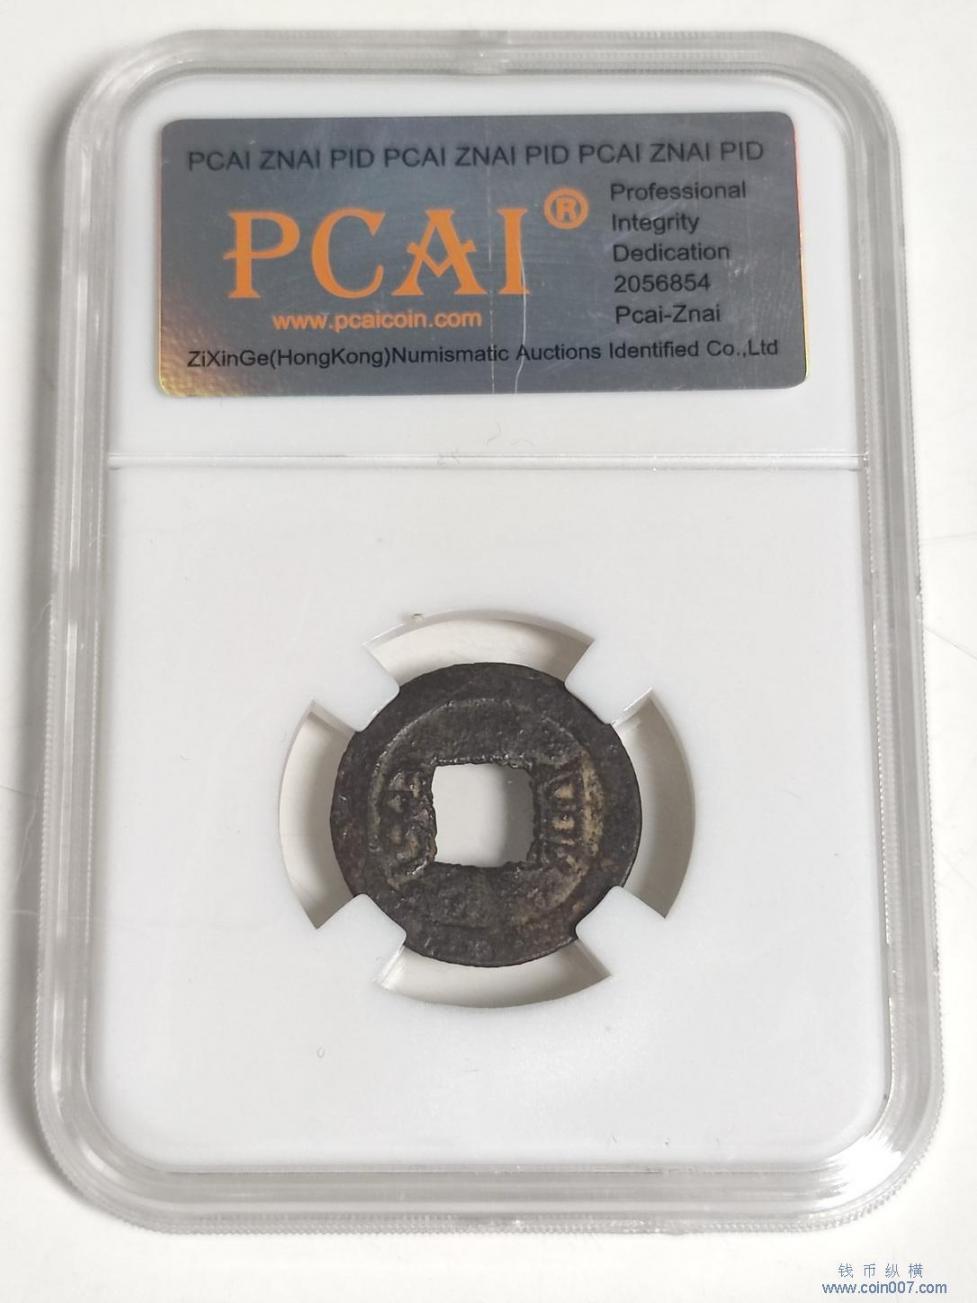 PCAI ZNAI PID PCAI ZNAI PID PCAI ZNAI PID
PCAI®
www.pcaicoin.com
Professional
Integrity
Dedication
2056854
Pcai-Znai
ZiXinGe(HongKong)Numismatic Auctions Identified Co.,Ltd
钱币纵横
www.coin007.com